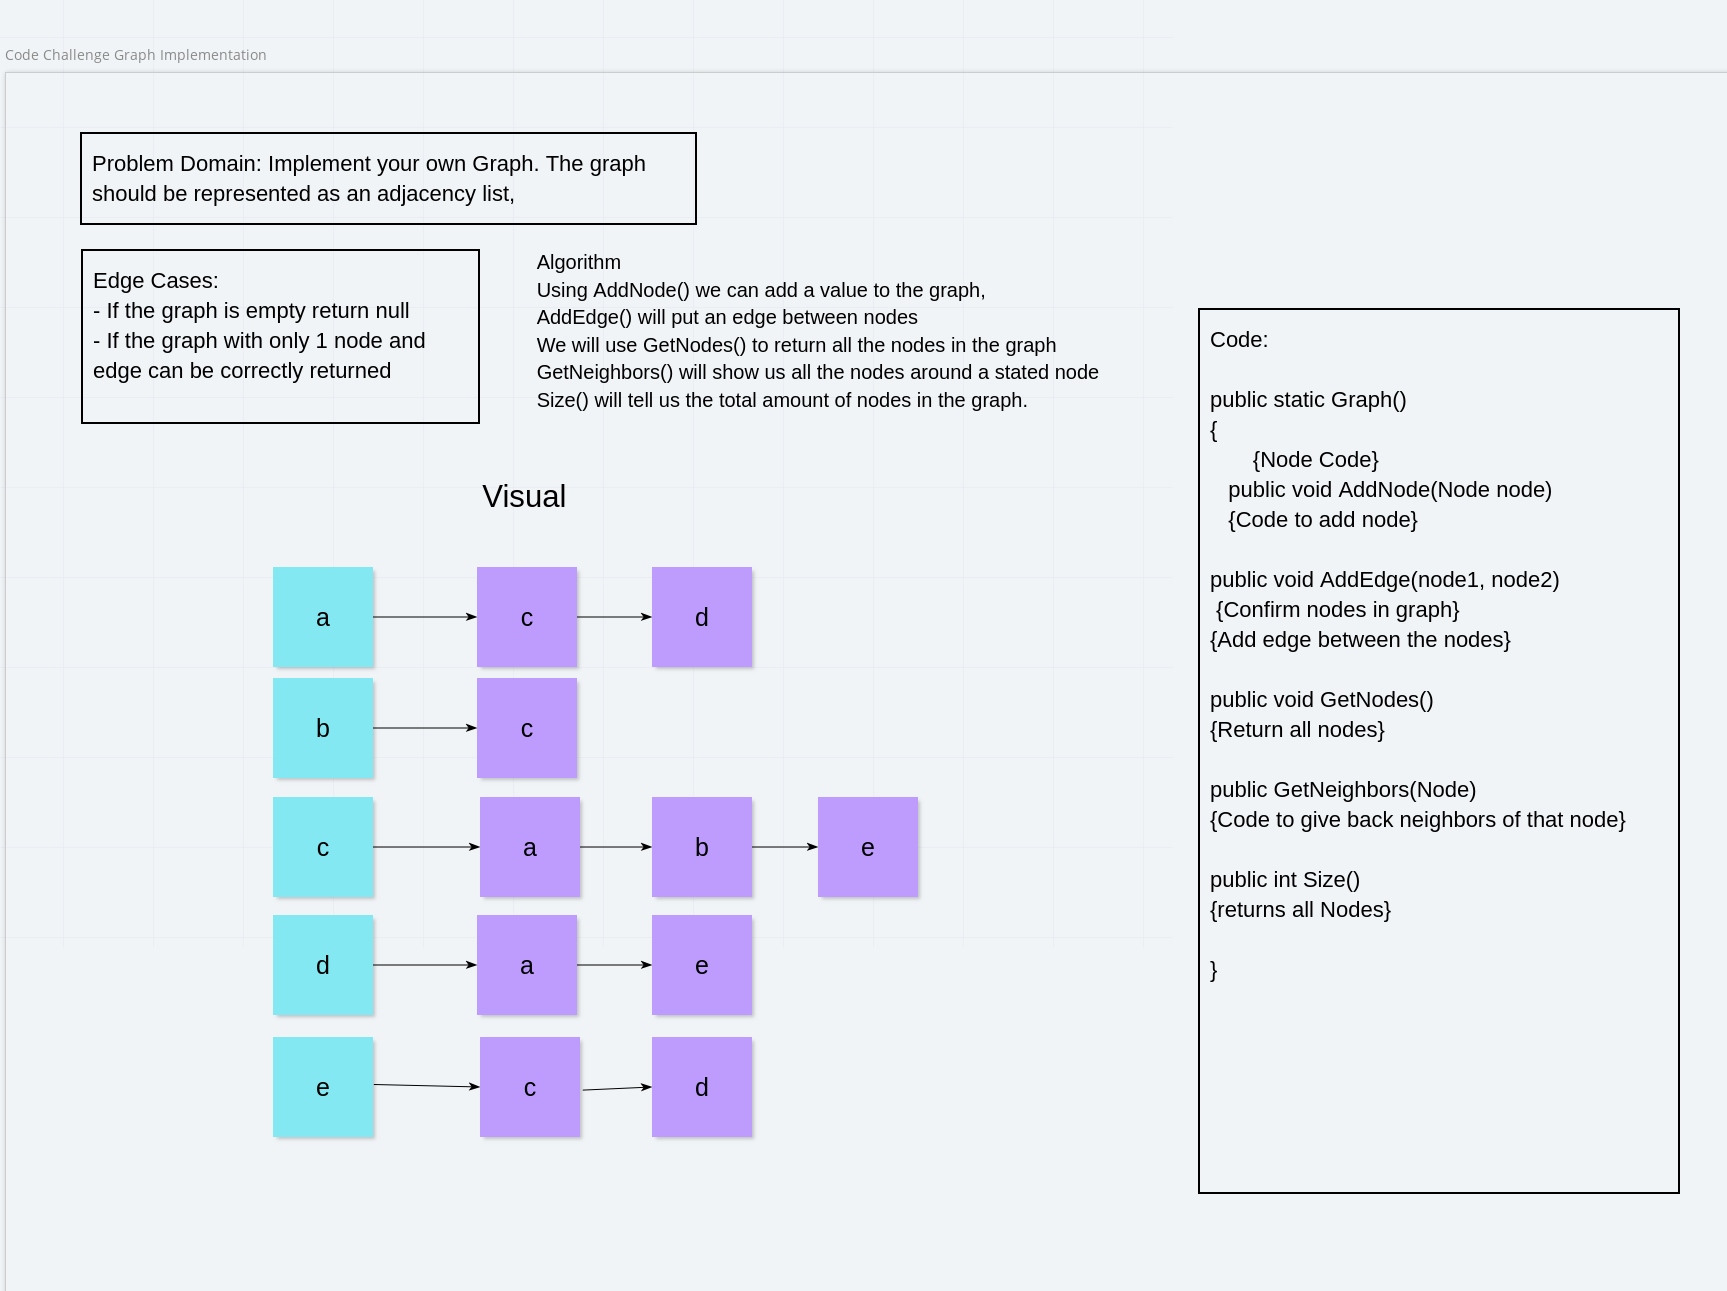 Code Challenge Graph Implementation
Problem Domain: Implement your own Graph. The graph
should be represented as an adjacency list,
Edge Cases:
- If the graph is empty return null
- If the graph with only 1 node and
edge can be correctly returned
Algorithm
Using AddNode() we can add a value to the graph,
AddEdge() will put an edge between nodes
We will use GetNodes() to return all the nodes in the graph
GetNeighbors() will show us all the nodes around a stated node
Size() will tell us the total amount of nodes in the graph.
Visual
a c d
b c
c a b e
d a e
e c d
Code:
public static Graph()
{
{Node Code}
public void AddNode(Node node)
{Code to add node}
public void AddEdge(node1, node2)
{Confirm nodes in graph}
{Add edge between the nodes}
public void GetNodes()
{Return all nodes}
public GetNeighbors(Node)
{Code to give back neighbors of that node}
public int Size()
{returns all Nodes}
}